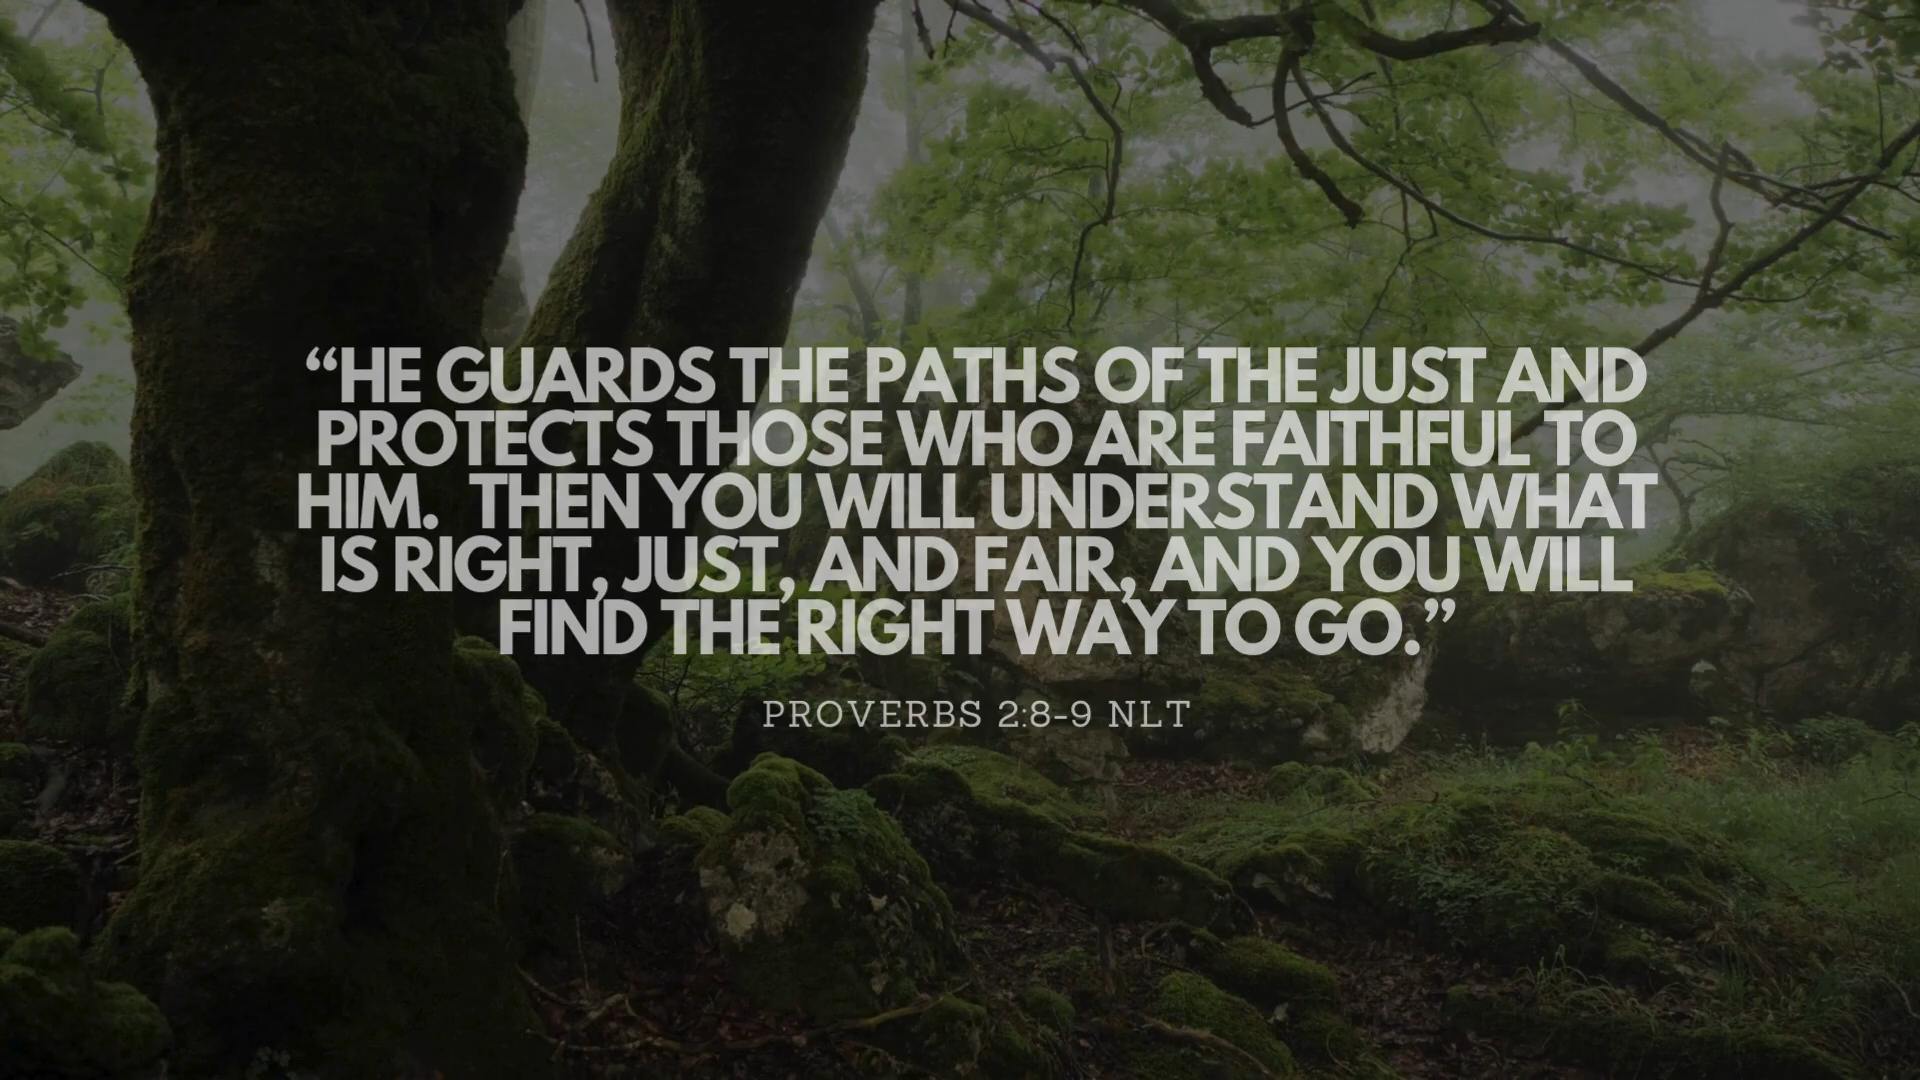 “HE GUARDS THE PATHS OF THE JUST AND
PROTECTS THOSE WHO ARE FAITHFUL TO
HIM.  THEN YOU WILL UNDERSTAND WHAT
IS RIGHT, JUST, AND FAIR, AND YOU WILL
FIND THE RIGHT WAY TO GO.”
PROVERBS 2:8-9 NLT